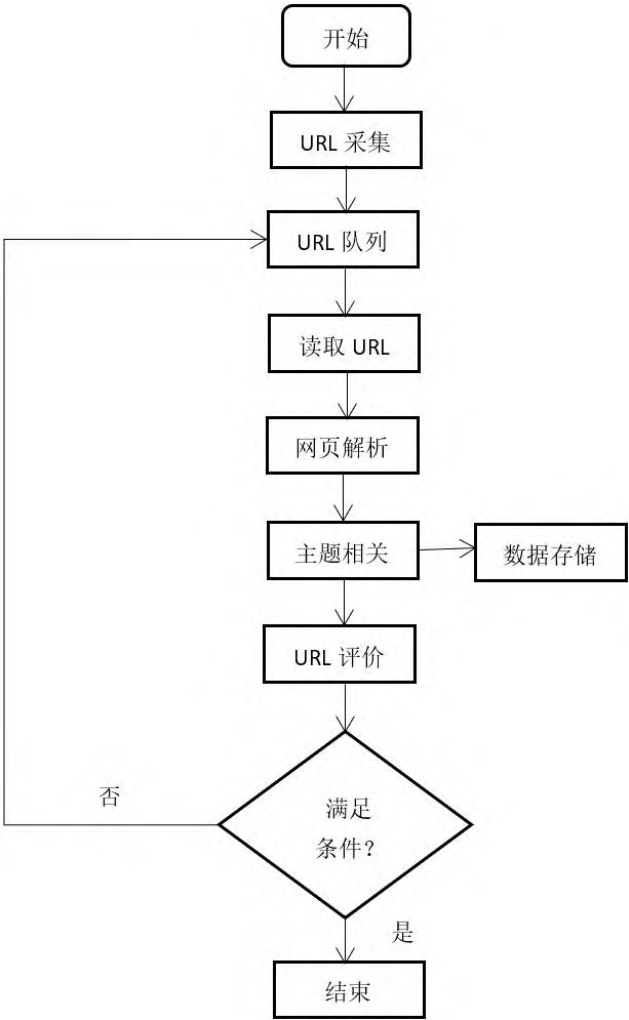 开始
URL 采集
URL 队列
读取 URL
网页解析
主题相关
数据存储
URL 评价
否
满足
条件？
是
结束